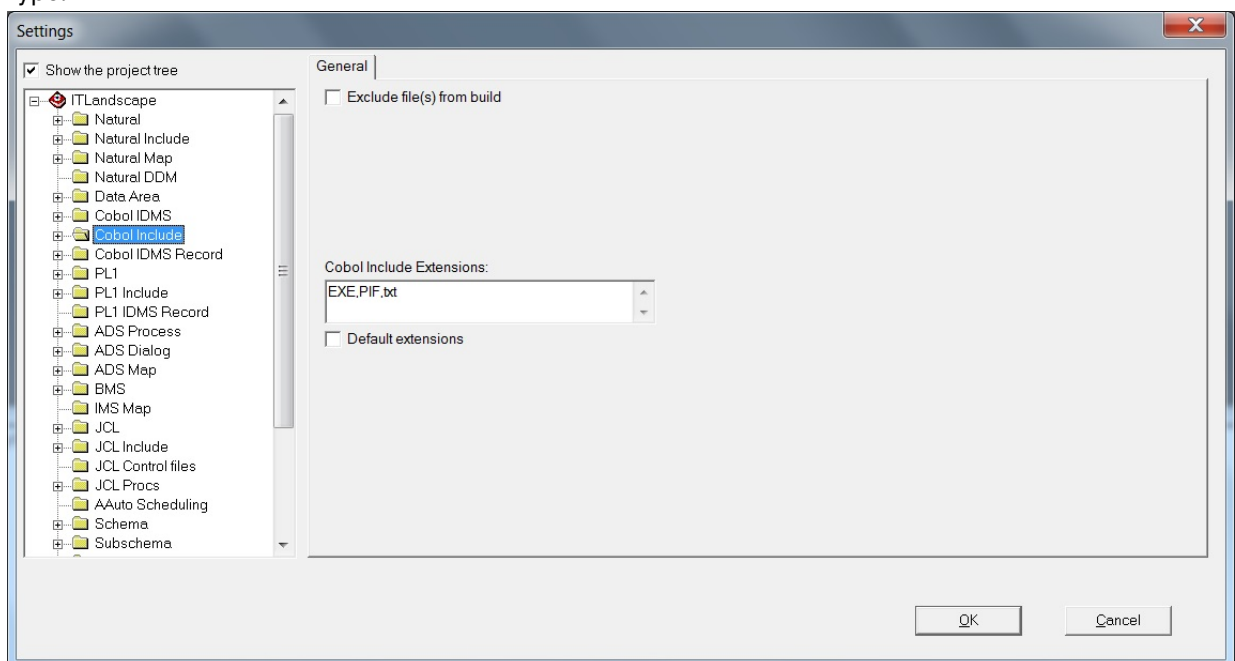 Settings
Show the project tree
ITLandscape
Natural
Natural Include
Natural Map
Natural DDM
Data Area
Cobol IDMS
Cobol Include
Cobol IDMS Record
PL1
PL1 Include
PL1 IDMS Record
ADS Process
ADS Dialog
ADS Map
BMS
IMS Map
JCL
JCL Include
JCL Control files
JCL Procs
AAuto Scheduling
Schema
Subschema
General
Exclude file(s) from build
Cobol Include Extensions:
EXE,PIF,txt
Default extensions
OK
Cancel